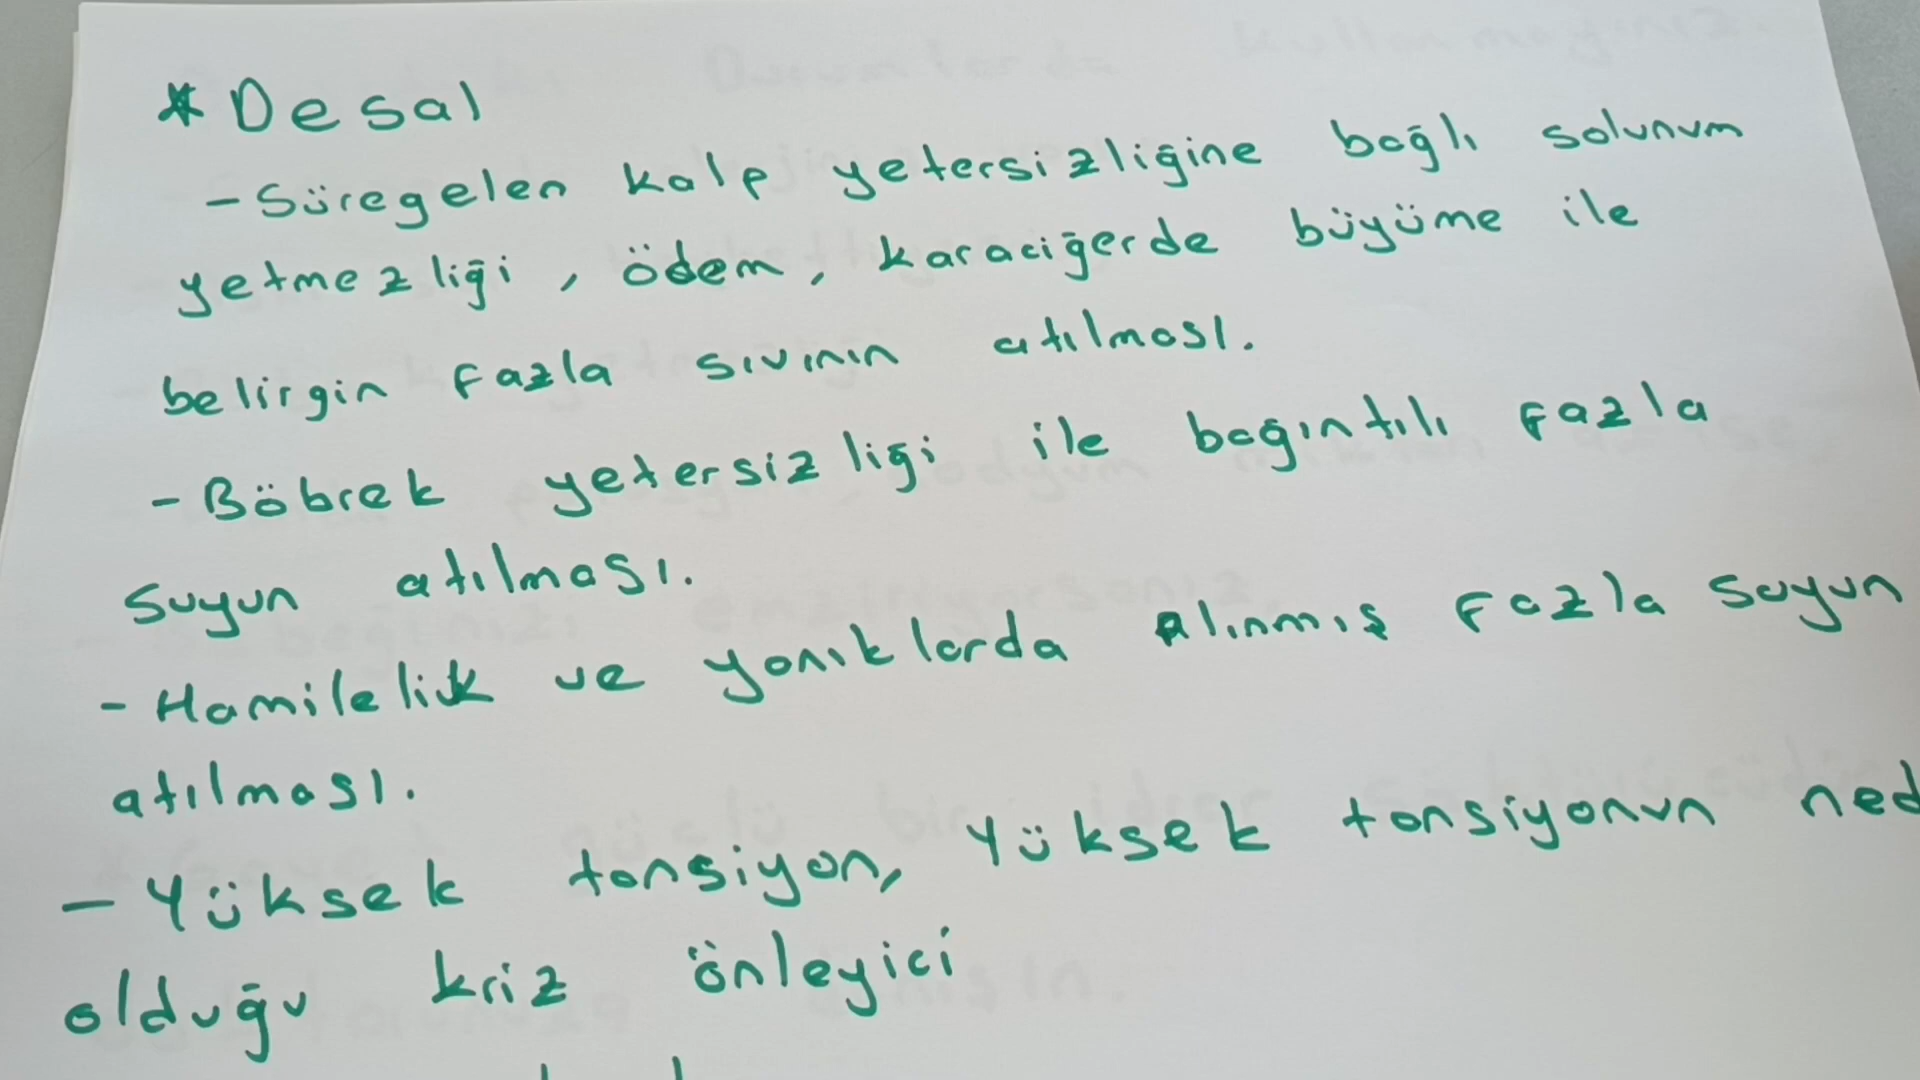 * Desal
- Süregelen kalp yetersizliğine bağlı solunum
yetmezliği, ödem, karaciğerde büyüme ile
belirgin fazla sıvının atılması.
- Böbrek yetersizliği ile bağıntılı fazla
suyun atılması.
- Hamilelik ve yanıklarda alınmış fazla suyun
atılması.
- Yüksek tansiyon, Yüksek tansiyonun ned
olduğu kriz önleyici